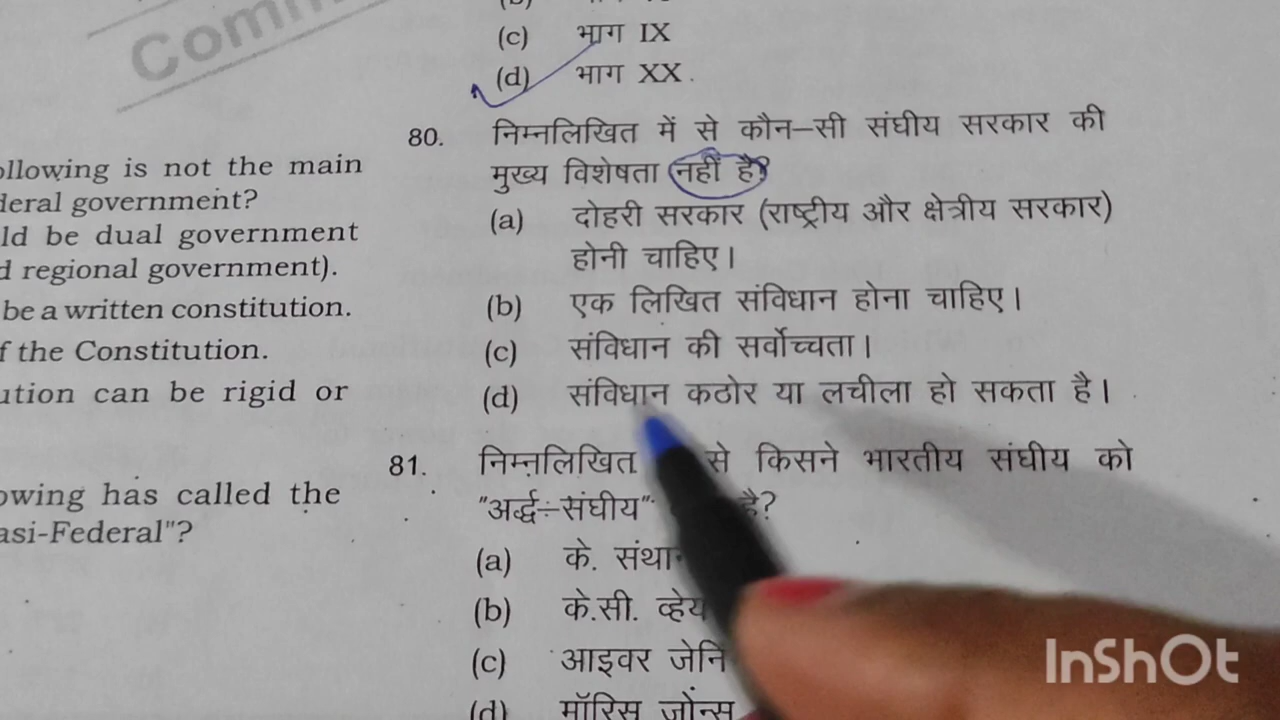 Comm
(c) भाग IX
(d) भाग XX.
ollowing is not the main
deral government?
ld be dual government
d regional government).
be a written constitution.
f the Constitution.
ution can be rigid or
owing has called the
asi-Federal"?
80. निम्नलिखित में से कौन–सी संघीय सरकार की
मुख्य विशेषता नहीं है?
(a) दोहरी सरकार (राष्ट्रीय और क्षेत्रीय सरकार)
होनी चाहिए।
(b) एक लिखित संविधान होना चाहिए।
(c) संविधान की सर्वोच्चता।
(d) संविधान कठोर या लचीला हो सकता है।
81. निम्नलिखित से किसने भारतीय संघीय को
"अर्द्ध–संघीय" है?
(a) के. संथान
(b) के.सी. व्हेय
(c) आइवर जेनि
(d) मॉरिस जोंन्स
InShOt